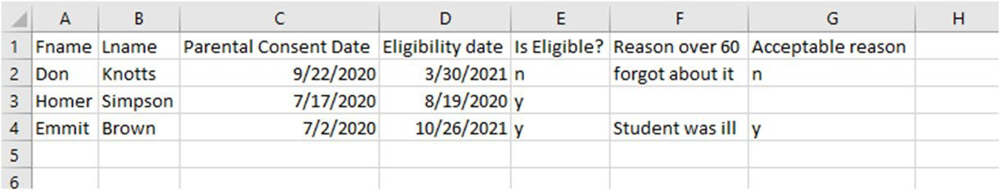 A B C D E F G H
1 Fname Lname Parental Consent Date Eligibility date Is Eligible? Reason over 60 Acceptable reason
2 Don Knotts 9/22/2020 3/30/2021 n forgot about it n
3 Homer Simpson 7/17/2020 8/19/2020 y
4 Emmit Brown 7/2/2020 10/26/2021 y Student was ill y
5
6